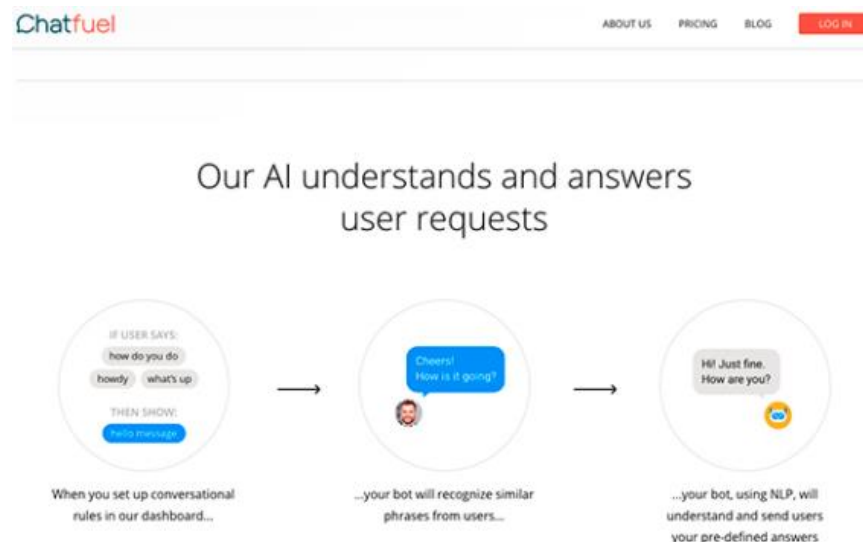 Chatfuel
ABOUT US PRICING BLOG LOG IN
Our AI understands and answers
user requests
IF USER SAYS:
how do you do
howdy what's up
THEN SHOW:
hello message
Cheers!
How is it going?
Hi! Just fine.
How are you?
When you set up conversational
rules in our dashboard...
...your bot will recognize similar
phrases from users...
...your bot, using NLP, will
understand and send users
your pre-defined answers